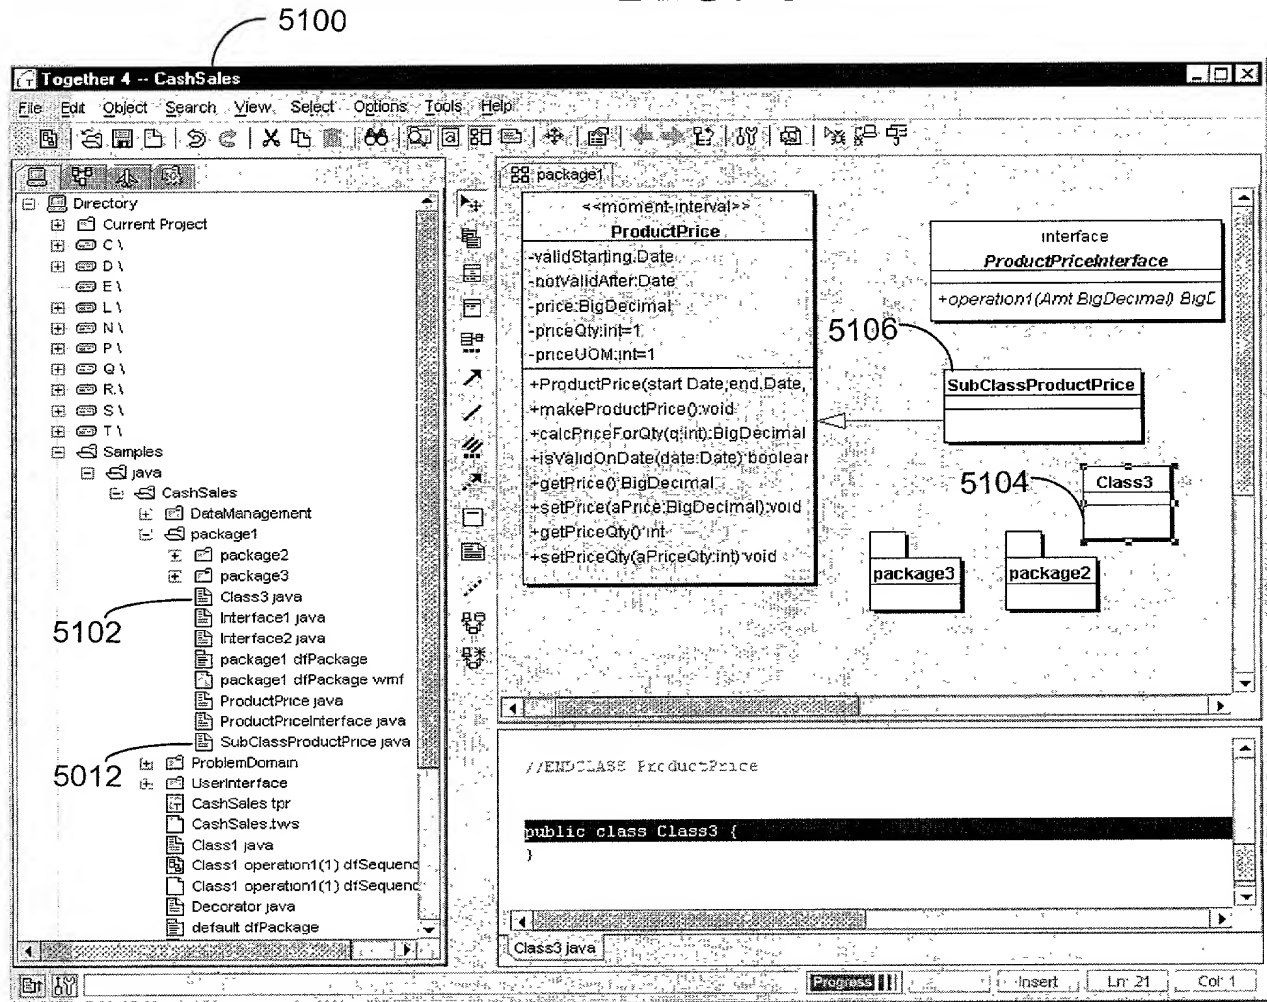 5100
Together 4 -- CashSales
File Edit Object Search View Select Options Tools Help
package1
Directory
Current Project
C \
D \
E \
L \
N \
P \
Q \
R \
S \
T \
Samples
java
CashSales
DataManagement
package1
package2
package3
Class3 java
Interface1 java
Interface2 java
package1 dfPackage
package1 dfPackage wmf
ProductPrice java
ProductPriceInterface java
SubClassProductPrice java
ProblemDomain
UserInterface
CashSales tpr
CashSales.tws
Class1 java
Class1 operation1(1) dfSequenc
Class1 operation1(1) dfSequenc
Decorator java
default dfPackage
5102
5012
<<moment-interval>>
ProductPrice
-validStarting:Date
-notValidAfter:Date
-price:BigDecimal
-priceQty:int=1
-priceUOM:int=1
+ProductPrice(start Date,end.Date,
+makeProductPrice():void
+calcPriceForQty(q:int):BigDecimal
+isValidOnDate(date:Date) boolear
+getPrice() BigDecimal
+setPrice(aPrice:BigDecimal):void
+getPriceQty() int
+setPriceQty(aPriceQty:int) void
interface
ProductPriceInterface
+operation1(Amt BigDecimal) BigD
5106
SubClassProductPrice
5104
Class3
package3
package2
//ENDCLASS ProductPrice
public class Class3 {
}
Class3 java
Progress
Insert
Ln: 21
Col: 1